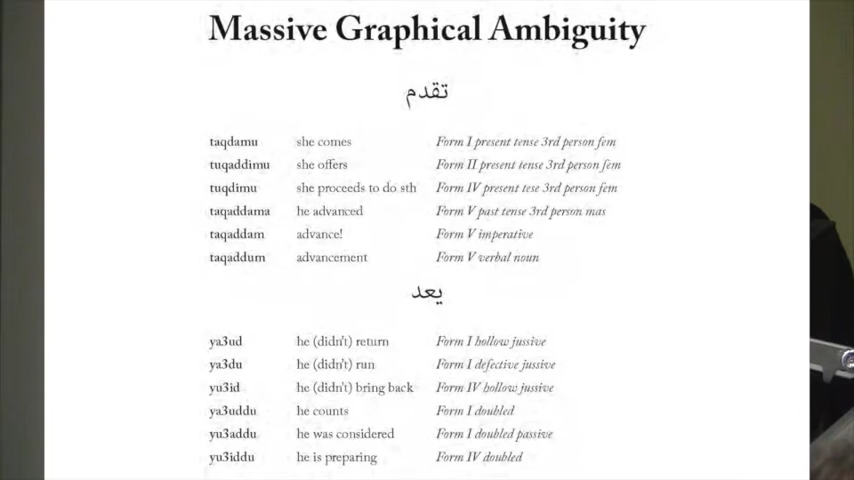 Massive Graphical Ambiguity
تقدم
taqdamu she comes Form I present tense 3rd person fem
tuqaddimu she offers Form II present tense 3rd person fem
tuqdimu she proceeds to do sth Form IV present tese 3rd person fem
taqaddama he advanced Form V past tense 3rd person mas
taqaddam advance! Form V imperative
taqaddum advancement Form V verbal noun
يعد
ya3ud he (didn't) return Form I hollow jussive
ya3du he (didn't) run Form I defective jussive
yu3id he (didn't) bring back Form IV hollow jussive
ya3uddu he counts Form I doubled
yu3addu he was considered Form I doubled passive
yu3iddu he is preparing Form IV doubled